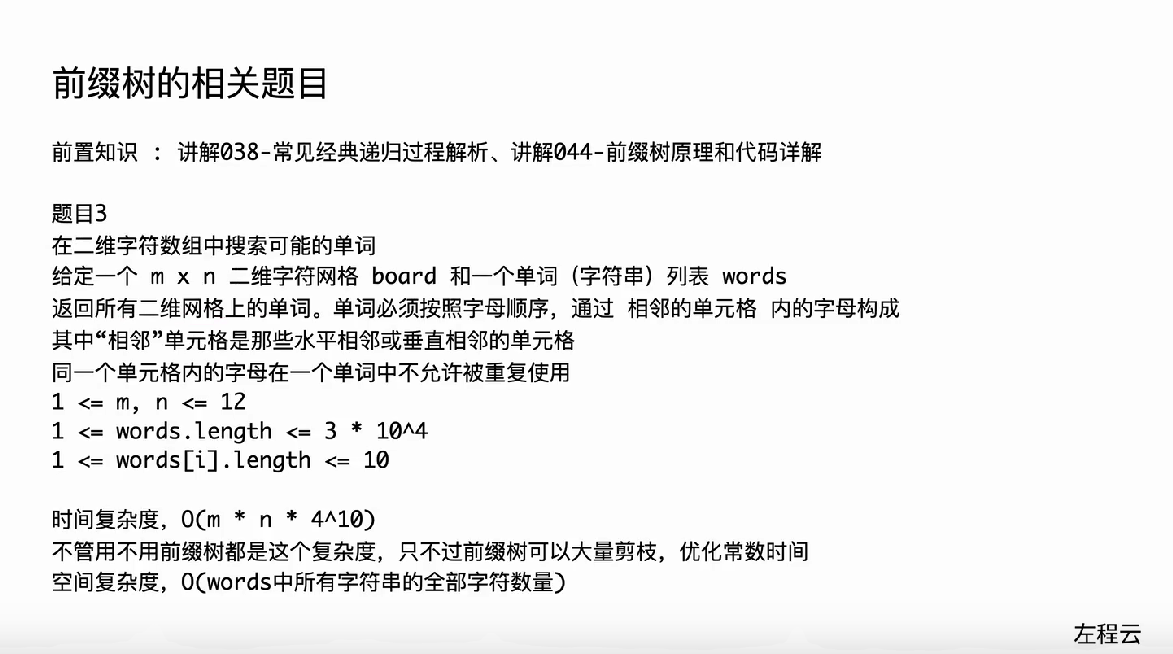 前缀树的相关题目
前置知识 : 讲解038-常见经典递归过程解析、讲解044-前缀树原理和代码详解
题目3
在二维字符数组中搜索可能的单词
给定一个 m x n 二维字符网格 board 和一个单词（字符串）列表 words
返回所有二维网格上的单词。单词必须按照字母顺序，通过 相邻的单元格 内的字母构成
其中“相邻”单元格是那些水平相邻或垂直相邻的单元格
同一个单元格内的字母在一个单词中不允许被重复使用
1 <= m, n <= 12
1 <= words.length <= 3 * 10^4
1 <= words[i].length <= 10
时间复杂度，O(m * n * 4^10)
不管用不用前缀树都是这个复杂度，只不过前缀树可以大量剪枝，优化常数时间
空间复杂度，O(words中所有字符串的全部字符数量)
左程云